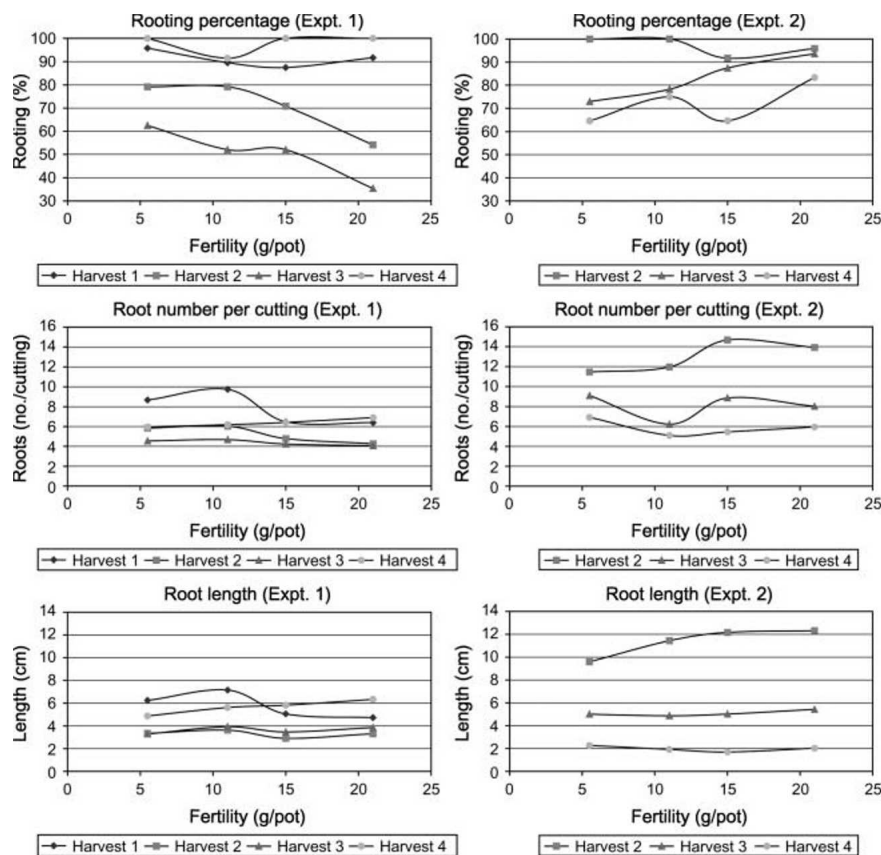 Rooting percentage (Expt. 1)
Rooting (%)
100
90
80
70
60
50
40
30
0 5 10 15 20 25
Fertility (g/pot)
Harvest 1 Harvest 2 Harvest 3 Harvest 4
Rooting percentage (Expt. 2)
Rooting (%)
100
90
80
70
60
50
40
30
0 5 10 15 20 25
Fertility (g/pot)
Harvest 2 Harvest 3 Harvest 4
Root number per cutting (Expt. 1)
Roots (no./cutting)
16
14
12
10
8
6
4
2
0
0 5 10 15 20 25
Fertility (g/pot)
Harvest 1 Harvest 2 Harvest 3 Harvest 4
Root number per cutting (Expt. 2)
Roots (no./cutting)
16
14
12
10
8
6
4
2
0
0 5 10 15 20 25
Fertility (g/pot)
Harvest 2 Harvest 3 Harvest 4
Root length (Expt. 1)
Length (cm)
14
12
10
8
6
4
2
0
0 5 10 15 20 25
Fertility (g/pot)
Harvest 1 Harvest 2 Harvest 3 Harvest 4
Root length (Expt. 2)
Length (cm)
14
12
10
8
6
4
2
0
0 5 10 15 20 25
Fertility (g/pot)
Harvest 2 Harvest 3 Harvest 4